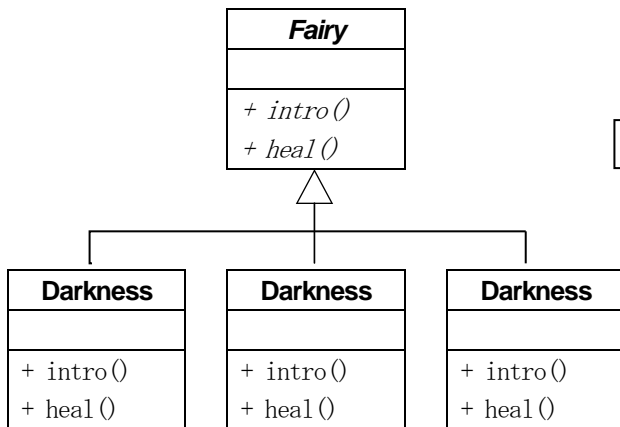 Fairy
+ intro()
+ heal()
Darkness
+ intro()
+ heal()
Darkness
+ intro()
+ heal()
Darkness
+ intro()
+ heal()